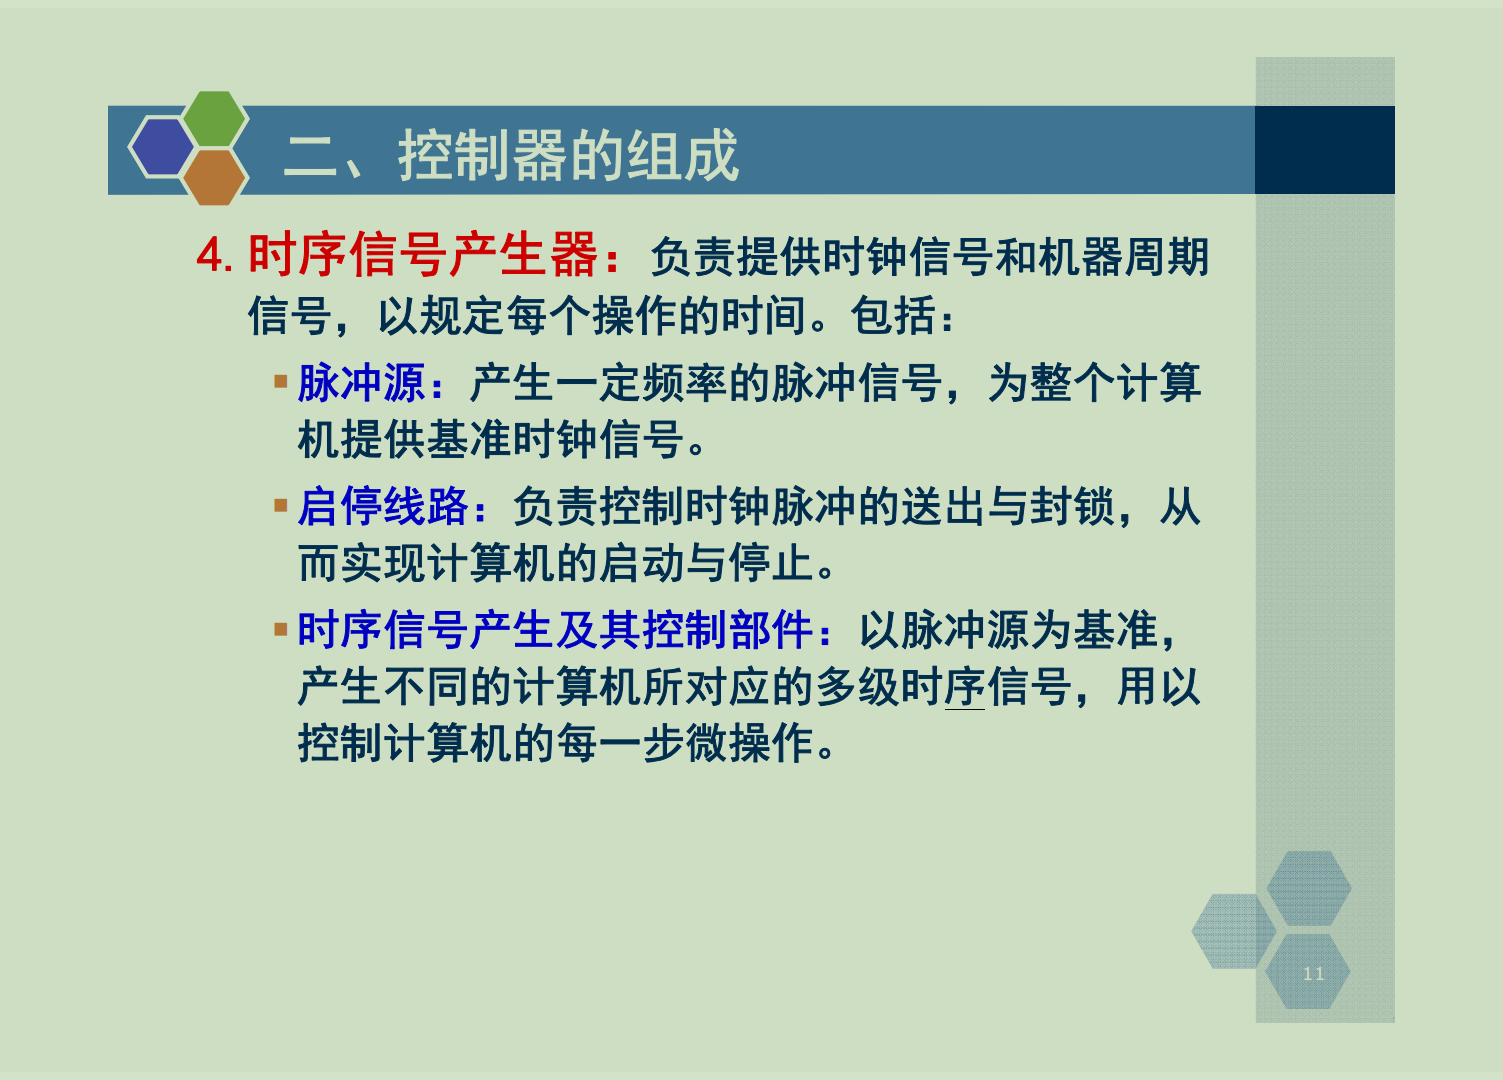 二、控制器的组成
4. 时序信号产生器：负责提供时钟信号和机器周期
信号，以规定每个操作的时间。包括：
▪脉冲源：产生一定频率的脉冲信号，为整个计算
机提供基准时钟信号。
▪启停线路：负责控制时钟脉冲的送出与封锁，从
而实现计算机的启动与停止。
▪时序信号产生及其控制部件：以脉冲源为基准，
产生不同的计算机所对应的多级时序信号，用以
控制计算机的每一步微操作。
11